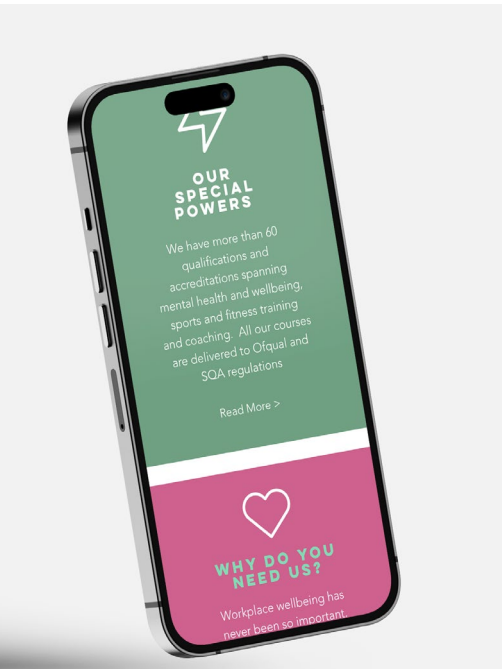 OUR
SPECIAL
POWERS
We have more than 60
qualifications and
accreditations spanning
mental health and wellbeing,
sports and fitness training
and coaching. All our courses
are delivered to Ofqual and
SQA regulations
Read More >
WHY DO YOU
NEED US?
Workplace wellbeing has
never been so important.